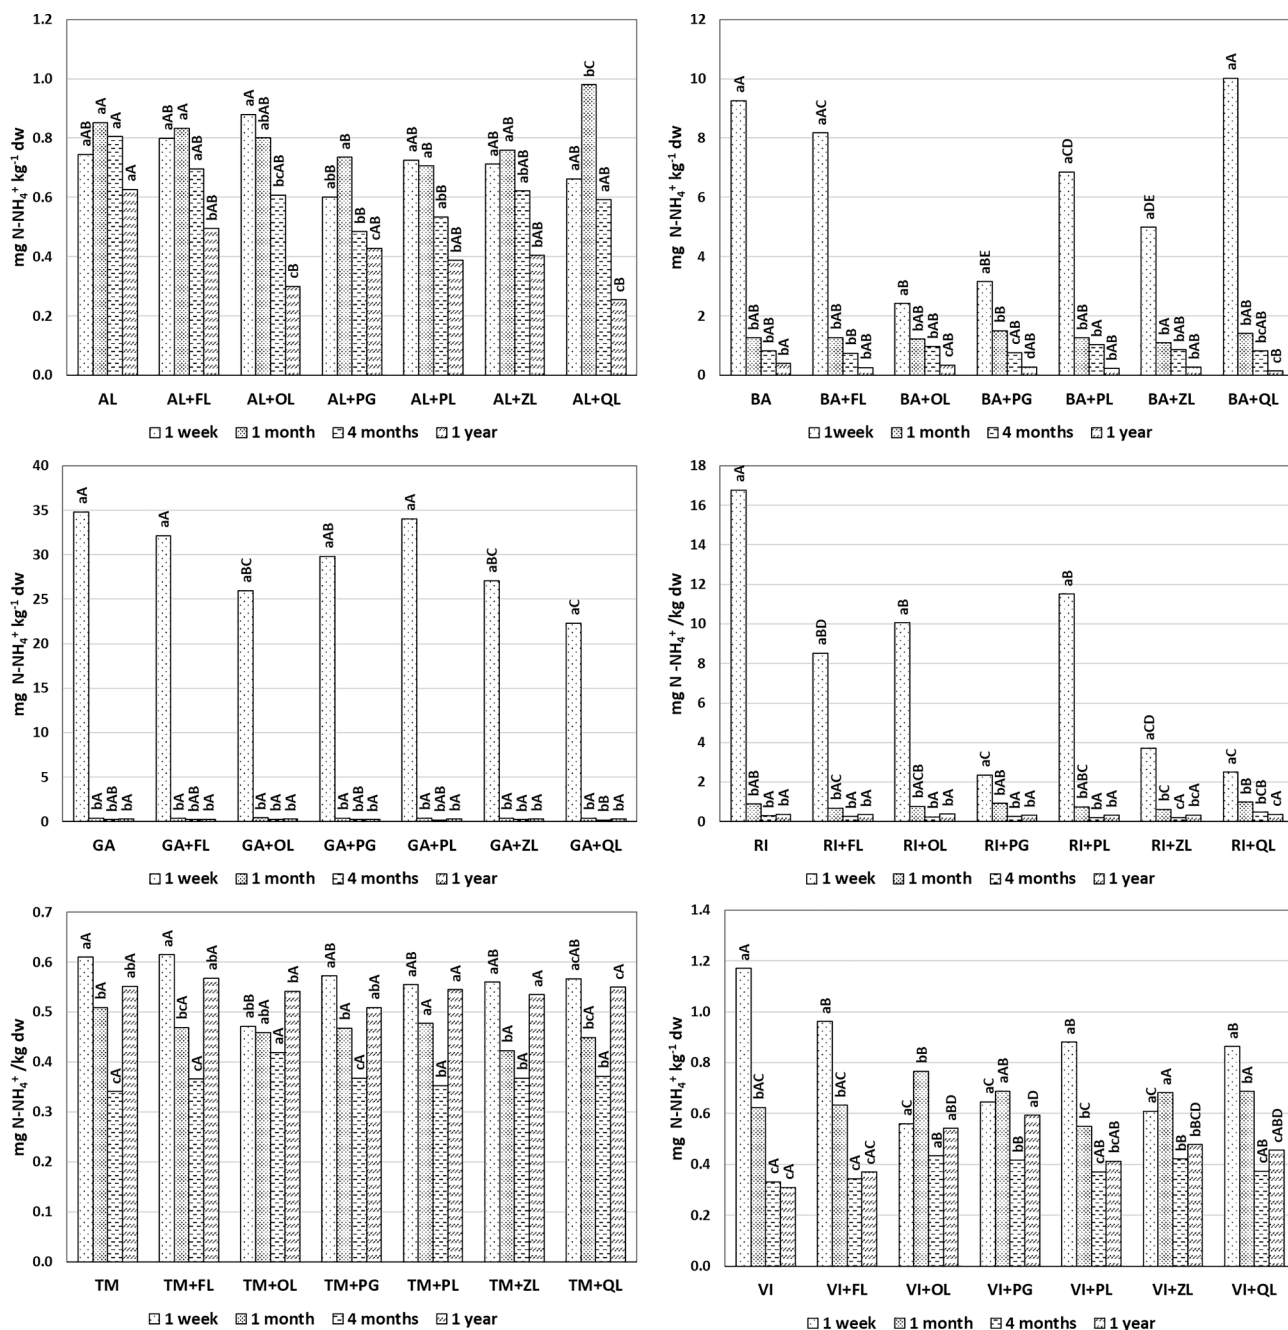 mg N-NH₄⁺ kg⁻¹ dw
1.2
1.0
0.8
0.6
0.4
0.2
0.0
aAB aA aA aA
aAB aA aAB bAB
aA abAB bcAB cB
abB aB bB cAB
aAB aB abB bAB
aAB aAB abAB bAB
aAB bC aAB cB
AL AL+FL AL+OL AL+PG AL+PL AL+ZL AL+QL
1 week 1 month 4 months 1 year
mg N-NH₄⁺ kg⁻¹ dw
12
10
8
6
4
2
0
aA bAB bAB bA
aAC bAB bB bAB
aB bAB bAB cAB
aBE bB cAB dAB
aCD bAB bA bAB
aDE bA bAB bAB
aA bAB bcAB cB
BA BA+FL BA+OL BA+PG BA+PL BA+ZL BA+QL
1week 1 month 4 months 1 year
mg N-NH₄⁺ kg⁻¹ dw
40
35
30
25
20
15
10
5
0
aA bA bAB bA
aA bA bAB bA
aBC bA bA bA
aAB bA bAB bA
aA bA bAB bA
aBC bA bA bA
aC bA bB bA
GA GA+FL GA+OL GA+PG GA+PL GA+ZL GA+QL
1 week 1 month 4 months 1 year
mg N -NH₄⁺ /kg dw
18
16
14
12
10
8
6
4
2
0
aA bAB bA bA
aBD bAC bA bA
aB bACB bA bA
aC bAB bA bA
aB bABC bA bA
aCD bC cA bcA
aC bB bCB cA
RI RI+FL RI+OL RI+PG RI+PL RI+ZL RI+QL
1 week 1 month 4 months 1 year
mg N-NH₄⁺ /kg dw
0.7
0.6
0.5
0.4
0.3
0.2
0.1
0.0
aA bA cA abA
aA bcA cA abA
abB abA aA bA
aAB bA cA abA
aAB aA bA aA
aAB bA bA aA
acAB bcA bA cA
TM TM+FL TM+OL TM+PG TM+PL TM+ZL TM+QL
1 week 1 month 4 months 1 year
mg N-NH₄⁺ kg⁻¹ dw
1.4
1.2
1.0
0.8
0.6
0.4
0.2
0.0
aA bAC cA cA
aB bAC cA cAC
aC bB aB aBD
aC aAB bB aD
aB bC cAB bcAB
aC aA bB bBCD
aB bA cAB cABD
VI VI+FL VI+OL VI+PG VI+PL VI+ZL VI+QL
1 week 1 month 4 months 1 year